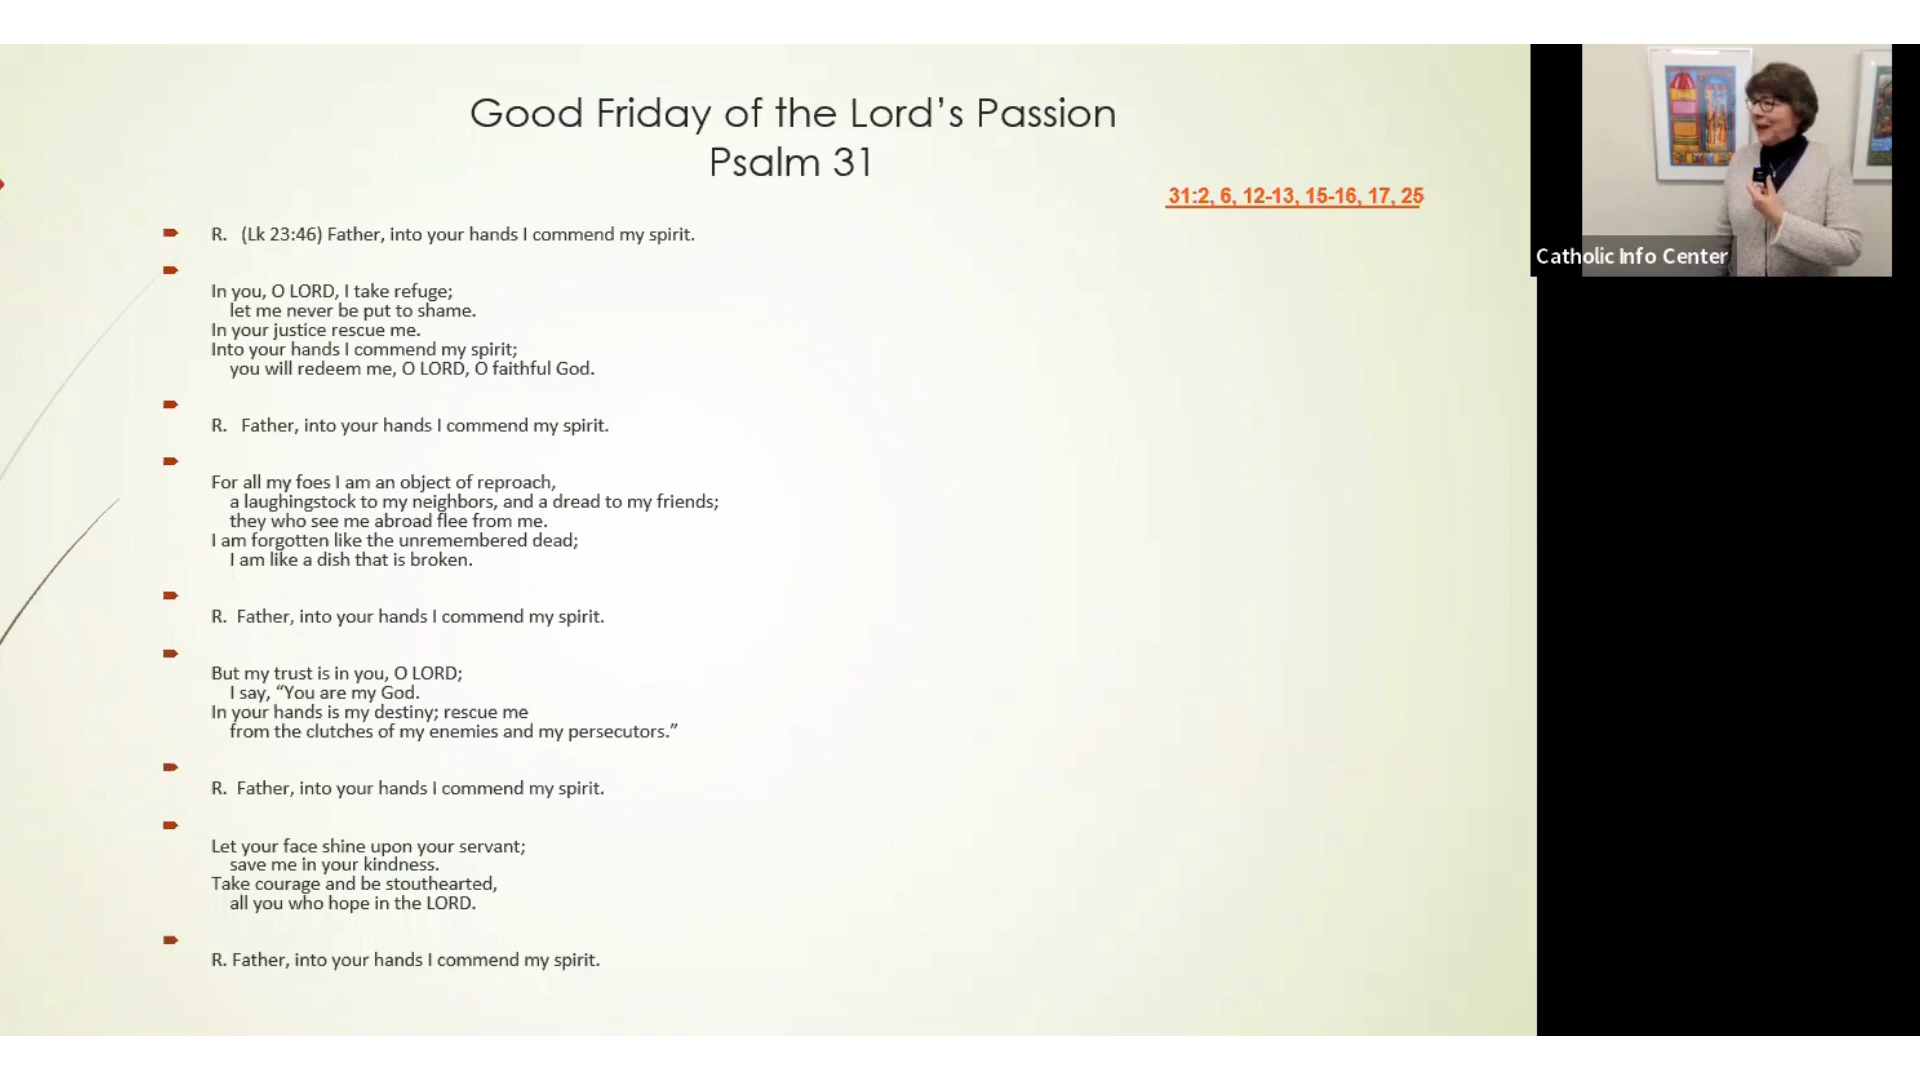 Good Friday of the Lord’s Passion
Psalm 31
31:2, 6, 12-13, 15-16, 17, 25
R. (Lk 23:46) Father, into your hands I commend my spirit.
In you, O LORD, I take refuge;
let me never be put to shame.
In your justice rescue me.
Into your hands I commend my spirit;
you will redeem me, O LORD, O faithful God.
R. Father, into your hands I commend my spirit.
For all my foes I am an object of reproach,
a laughingstock to my neighbors, and a dread to my friends;
they who see me abroad flee from me.
I am forgotten like the unremembered dead;
I am like a dish that is broken.
R. Father, into your hands I commend my spirit.
But my trust is in you, O LORD;
I say, “You are my God.
In your hands is my destiny; rescue me
from the clutches of my enemies and my persecutors.”
R. Father, into your hands I commend my spirit.
Let your face shine upon your servant;
save me in your kindness.
Take courage and be stouthearted,
all you who hope in the LORD.
R. Father, into your hands I commend my spirit.
Catholic Info Center